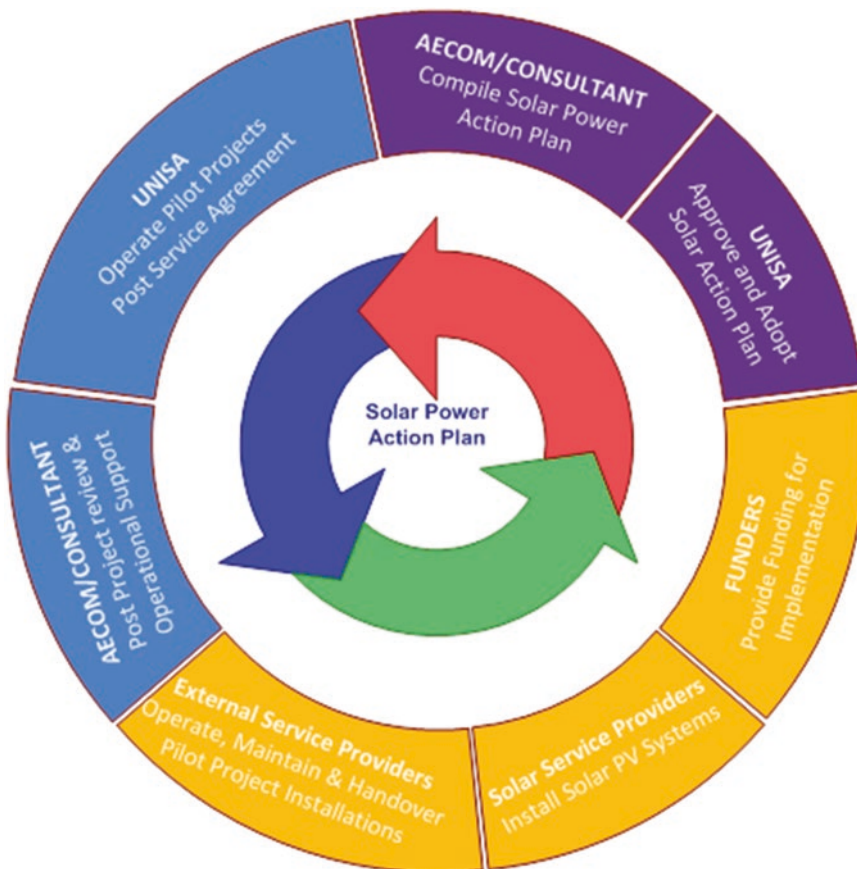 AECOM/CONSULTANT
Compile Solar Power
Action Plan
UNISA
Approve and Adopt
Solar Action Plan
FUNDERS
Provide Funding for
Implementation
Solar Service Providers
Install Solar PV Systems
External Service Providers
Operate, Maintain & Handover
Pilot Project Installations
AECOM/CONSULTANT
Post Project review &
Operational Support
UNISA
Operate Pilot Projects
Post Service Agreement
Solar Power
Action Plan